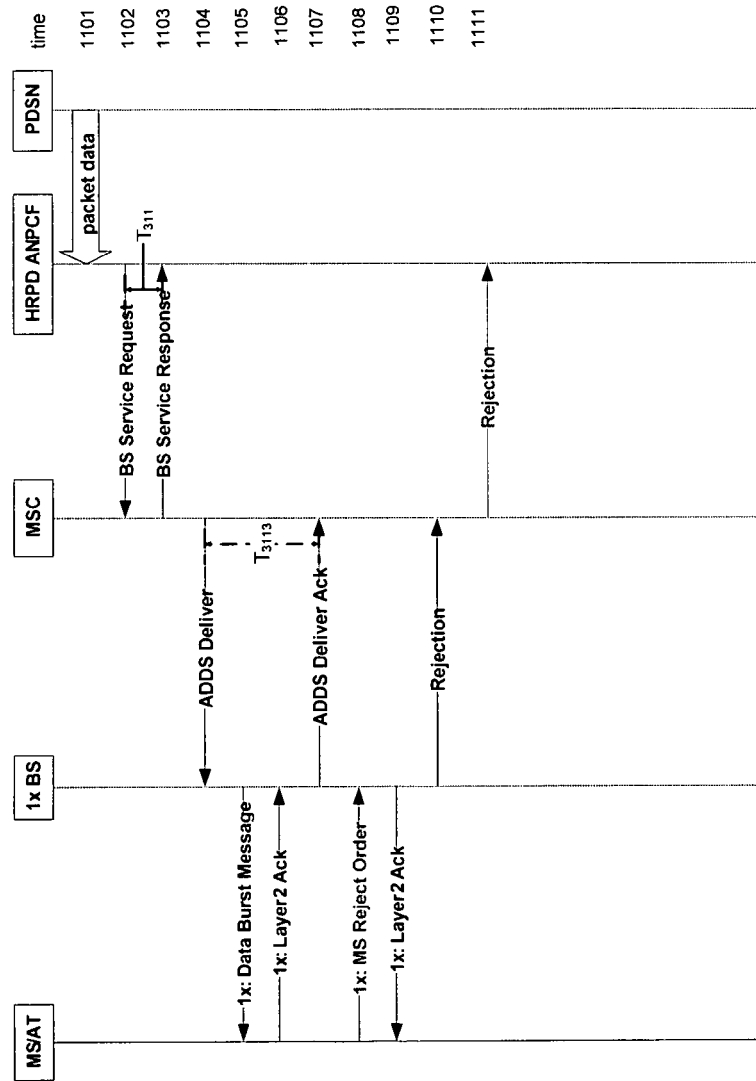 MS/AT
1x BS
MSC
HRPD ANPCF
PDSN
time
packet data
1101
BS Service Request
1102
T311
BS Service Response
1103
ADDS Deliver
1104
1x: Data Burst Message
1105
T3113
1x: Layer2 Ack
1106
ADDS Deliver Ack
1107
1x: MS Reject Order
1108
1x: Layer2 Ack
1109
Rejection
1110
Rejection
1111